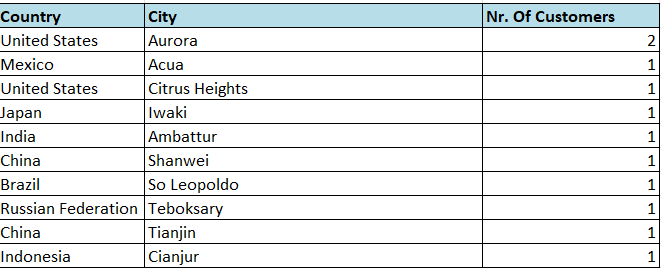 Country City Nr. Of Customers
United States Aurora 2
Mexico Acua 1
United States Citrus Heights 1
Japan Iwaki 1
India Ambattur 1
China Shanwei 1
Brazil So Leopoldo 1
Russian Federation Teboksary 1
China Tianjin 1
Indonesia Cianjur 1